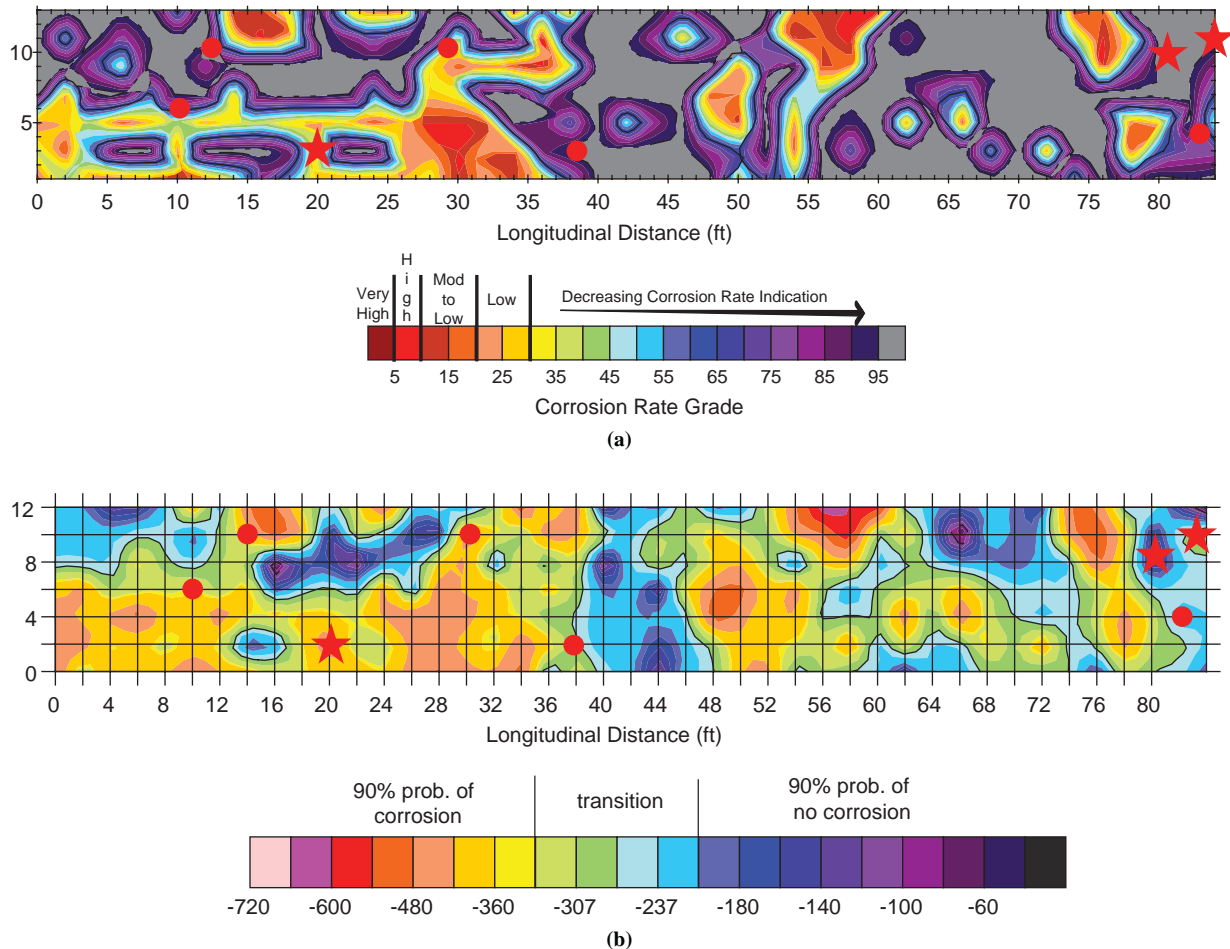 10
5
0 5 10 15 20 25 30 35 40 45 50 55 60 65 70 75 80
Longitudinal Distance (ft)
Very High
High
Mod to Low
Low
Decreasing Corrosion Rate Indication
5 15 25 35 45 55 65 75 85 95
Corrosion Rate Grade
(a)
12
8
4
0
0 4 8 12 16 20 24 28 32 36 40 44 48 52 56 60 64 68 72 76 80
Longitudinal Distance (ft)
90% prob. of corrosion
transition
90% prob. of no corrosion
-720 -600 -480 -360 -307 -237 -180 -140 -100 -60
(b)